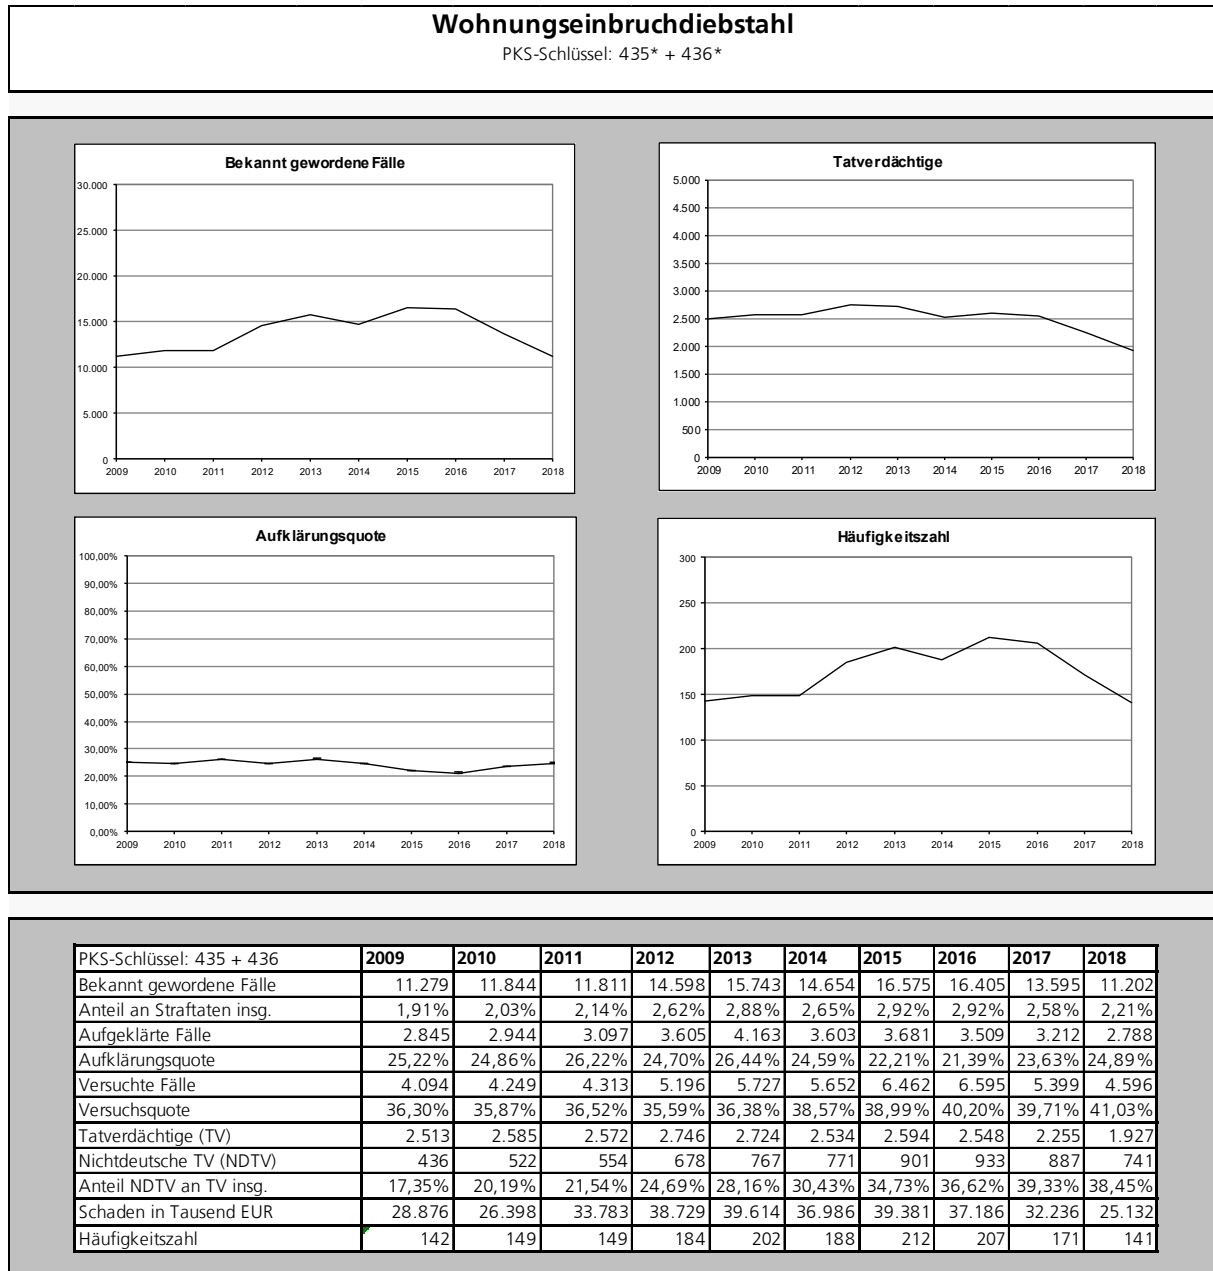 Wohnungseinbruchdiebstahl
PKS-Schlüssel: 435* + 436*
Bekannt gewordene Fälle
30.000
25.000
20.000
15.000
10.000
5.000
0
2009 2010 2011 2012 2013 2014 2015 2016 2017 2018
Tatverdächtige
5.000
4.500
4.000
3.500
3.000
2.500
2.000
1.500
1.000
500
0
2009 2010 2011 2012 2013 2014 2015 2016 2017 2018
Aufklärungsquote
100,00%
90,00%
80,00%
70,00%
60,00%
50,00%
40,00%
30,00%
20,00%
10,00%
0,00%
2009 2010 2011 2012 2013 2014 2015 2016 2017 2018
Häufigkeitszahl
300
250
200
150
100
50
0
2009 2010 2011 2012 2013 2014 2015 2016 2017 2018
PKS-Schlüssel: 435 + 436 2009 2010 2011 2012 2013 2014 2015 2016 2017 2018
Bekannt gewordene Fälle 11.279 11.844 11.811 14.598 15.743 14.654 16.575 16.405 13.595 11.202
Anteil an Straftaten insg. 1,91% 2,03% 2,14% 2,62% 2,88% 2,65% 2,92% 2,92% 2,58% 2,21%
Aufgeklärte Fälle 2.845 2.944 3.097 3.605 4.163 3.603 3.681 3.509 3.212 2.788
Aufklärungsquote 25,22% 24,86% 26,22% 24,70% 26,44% 24,59% 22,21% 21,39% 23,63% 24,89%
Versuchte Fälle 4.094 4.249 4.313 5.196 5.727 5.652 6.462 6.595 5.399 4.596
Versuchsquote 36,30% 35,87% 36,52% 35,59% 36,38% 38,57% 38,99% 40,20% 39,71% 41,03%
Tatverdächtige (TV) 2.513 2.585 2.572 2.746 2.724 2.534 2.594 2.548 2.255 1.927
Nichtdeutsche TV (NDTV) 436 522 554 678 767 771 901 933 887 741
Anteil NDTV an TV insg. 17,35% 20,19% 21,54% 24,69% 28,16% 30,43% 34,73% 36,62% 39,33% 38,45%
Schaden in Tausend EUR 28.876 26.398 33.783 38.729 39.614 36.986 39.381 37.186 32.236 25.132
Häufigkeitszahl 142 149 149 184 202 188 212 207 171 141